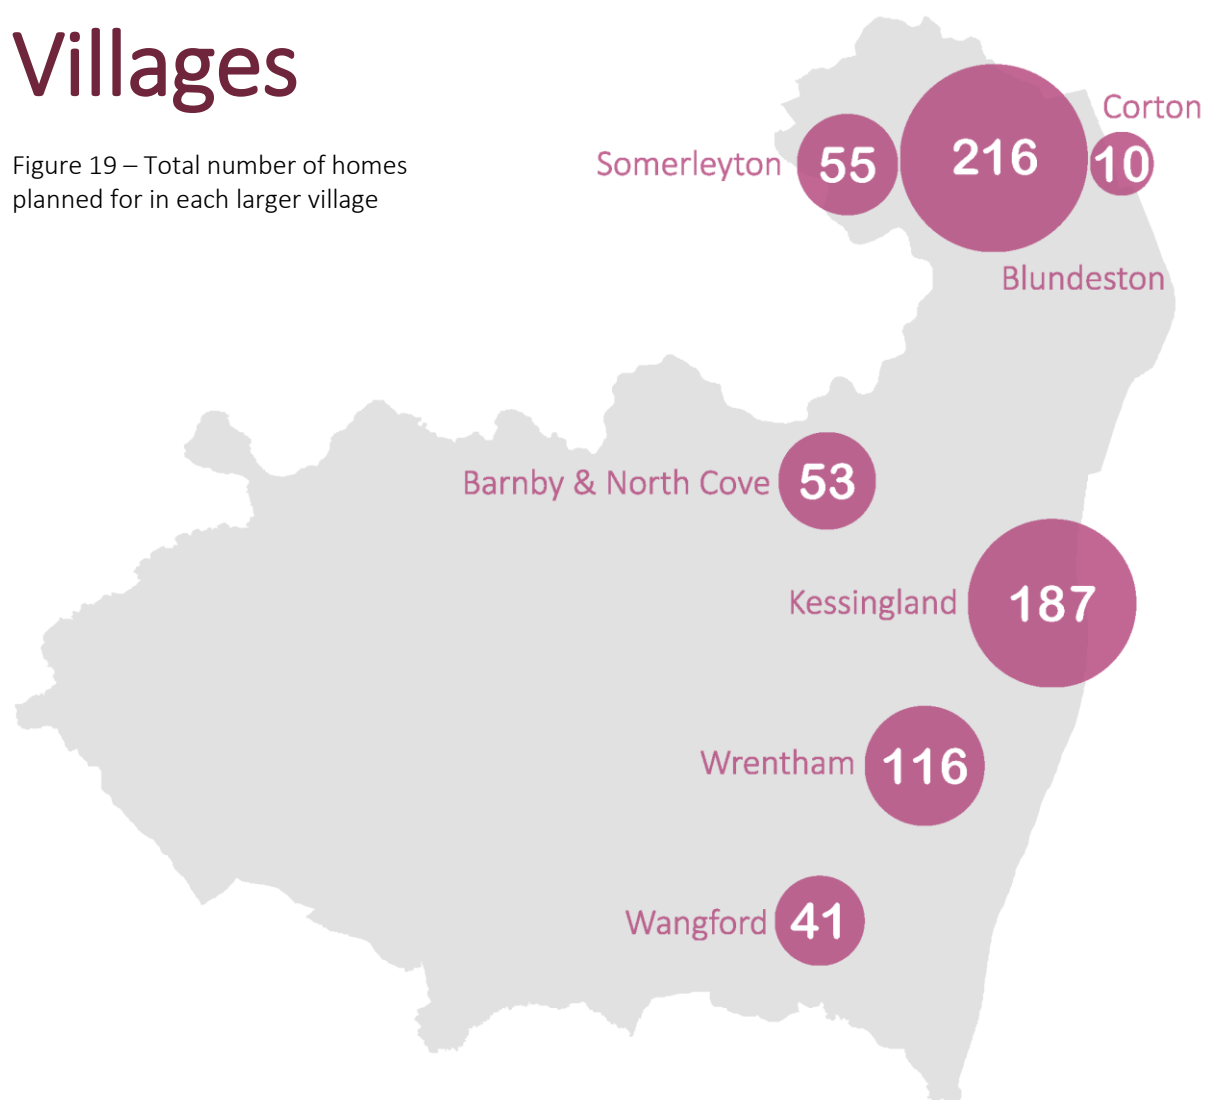 Villages
Figure 19 – Total number of homes
planned for in each larger village
Corton
Somerleyton 55 216 10
Blundeston
Barnby & North Cove 53
Kessingland 187
Wrentham 116
Wangford 41